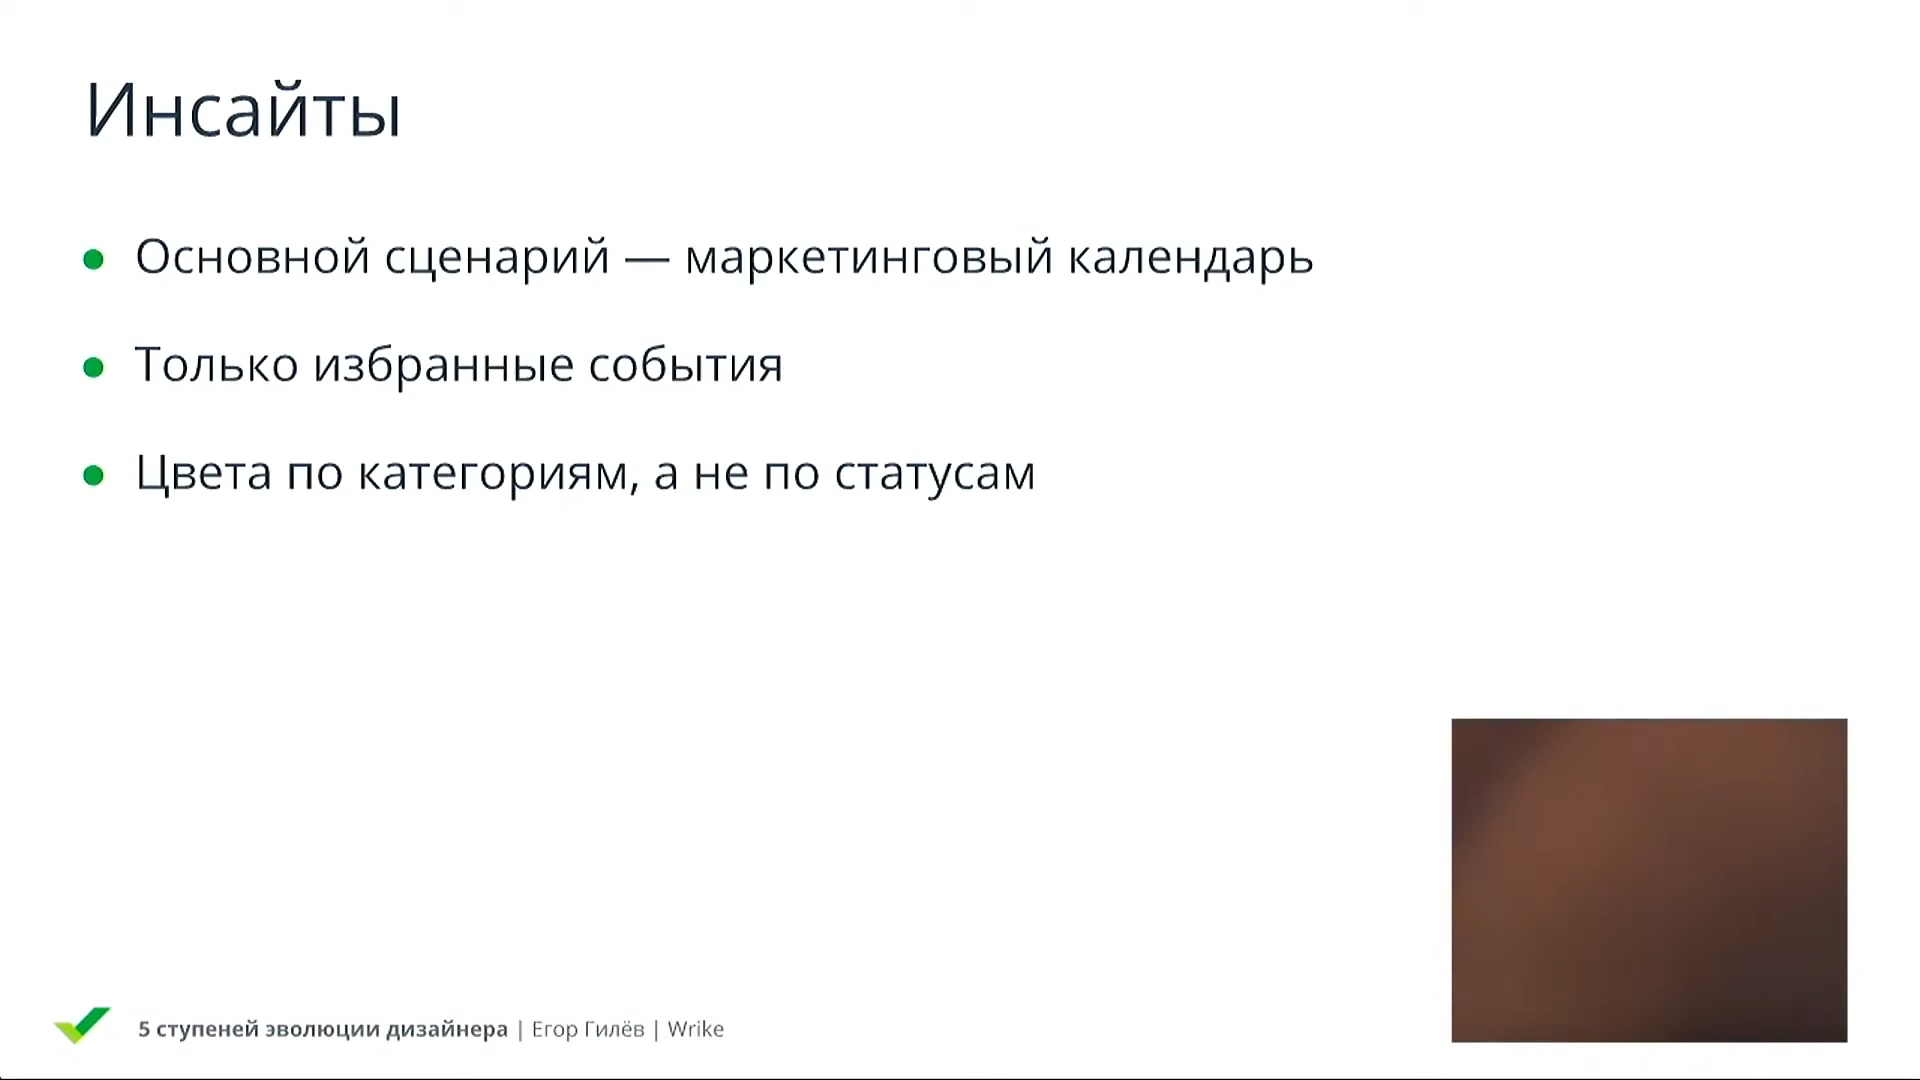 Инсайты
Основной сценарий — маркетинговый календарь
Только избранные события
Цвета по категориям, а не по статусам
5 ступеней эволюции дизайнера | Егор Гилёв | Wrike